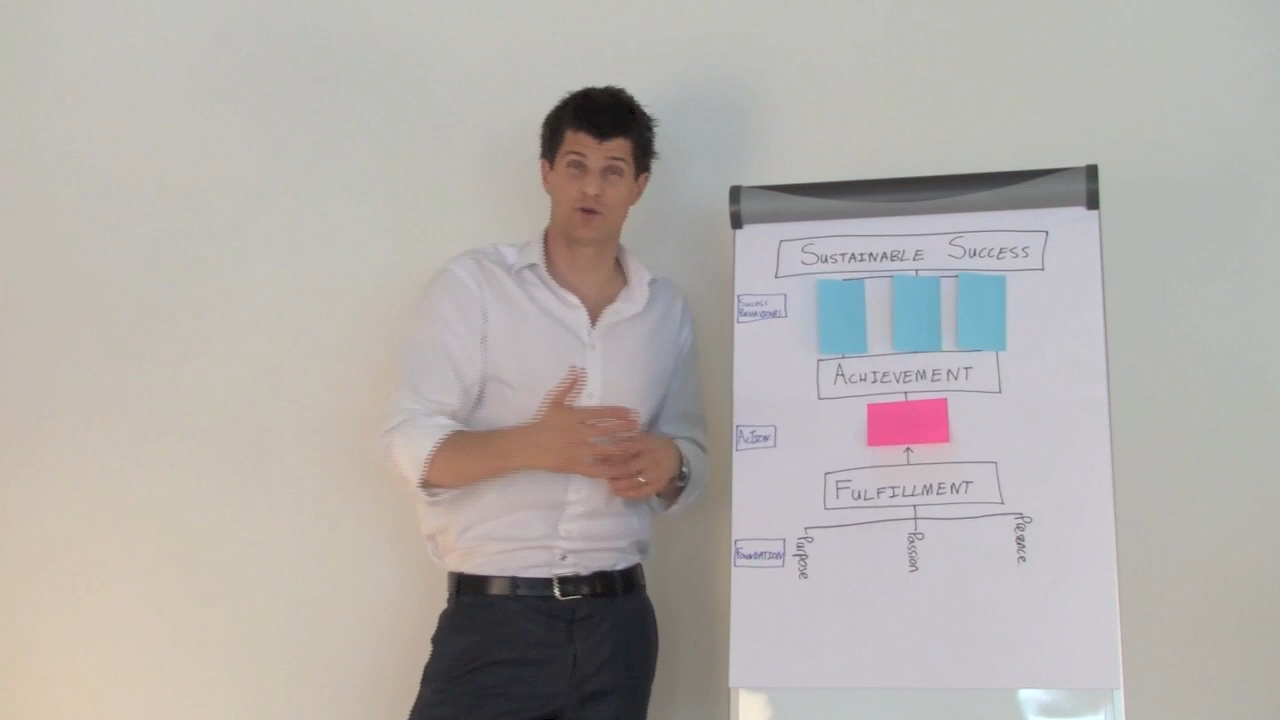 SUSTAINABLE SUCCESS
SUCCESS
BEHAVIOURS
ACHIEVEMENT
ACTION
FULFILLMENT
FOUNDATION
Purpose
Passion
Presence